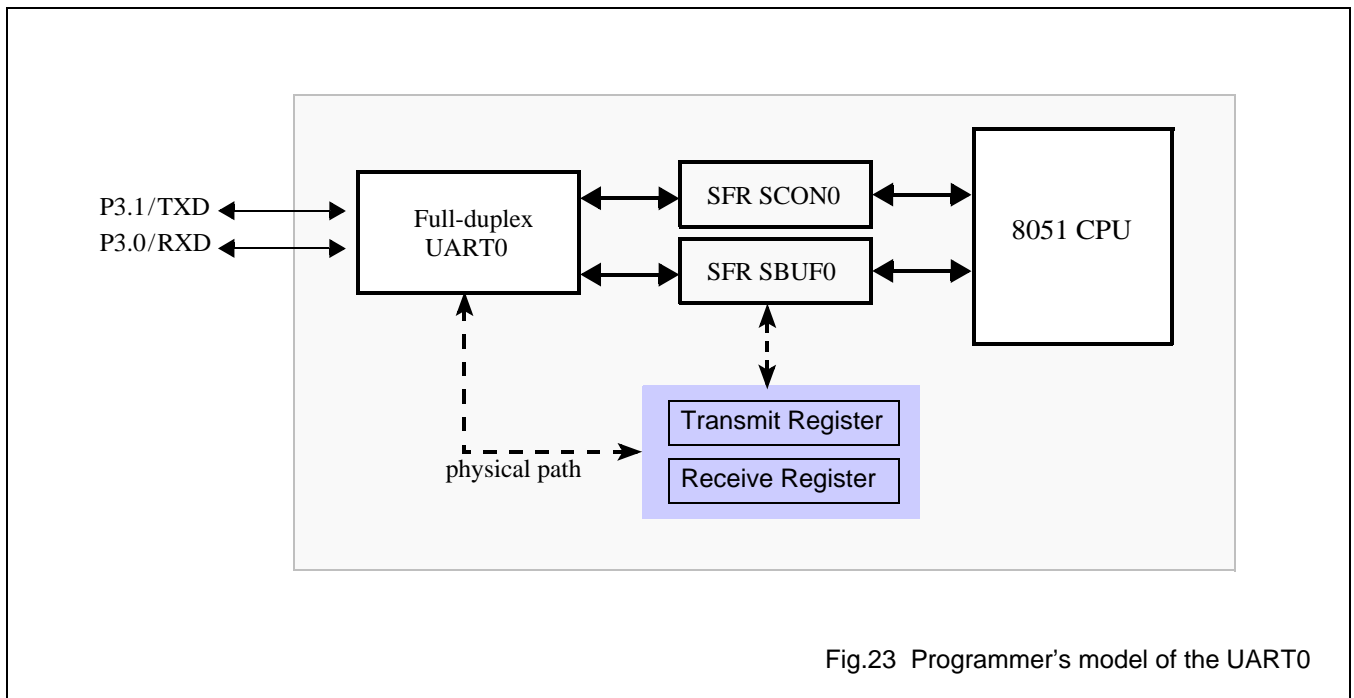 P3.1/TXD
P3.0/RXD
Full-duplex
UART0
SFR SCON0
SFR SBUF0
8051 CPU
Transmit Register
Receive Register
physical path
Fig.23 Programmer's model of the UART0